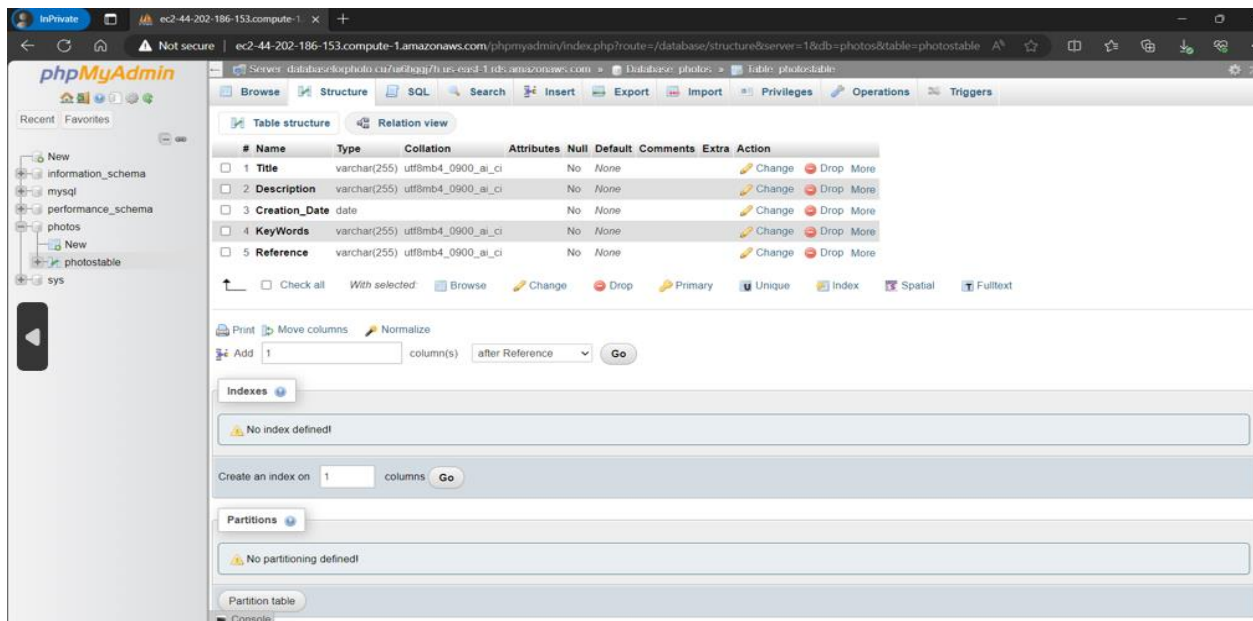 InPrivate
ec2-44-202-186-153.compute-1.
Not secure
ec2-44-202-186-153.compute-1.amazonaws.com/phpmyadmin/index.php?route=/database/structure&server=1&db=photos&table=photostable
phpMyAdmin
Recent Favorites
New
information_schema
mysql
performance_schema
photos
New
photostable
sys
Database: photos » Table: photostable
Browse Structure SQL Search Insert Export Import Privileges Operations Triggers
Table structure Relation view
# Name Type Collation Attributes Null Default Comments Extra Action
1 Title varchar(255) utf8mb4_0900_ai_ci No None Change Drop More
2 Description varchar(255) utf8mb4_0900_ai_ci No None Change Drop More
3 Creation_Date date No None Change Drop More
4 KeyWords varchar(255) utf8mb4_0900_ai_ci No None Change Drop More
5 Reference varchar(255) utf8mb4_0900_ai_ci No None Change Drop More
Check all With selected: Browse Change Drop Primary Unique Index Spatial Fulltext
Print Move columns Normalize
Add 1 column(s) after Reference Go
Indexes
No index defined!
Create an index on 1 columns Go
Partitions
No partitioning defined!
Partition table
Console